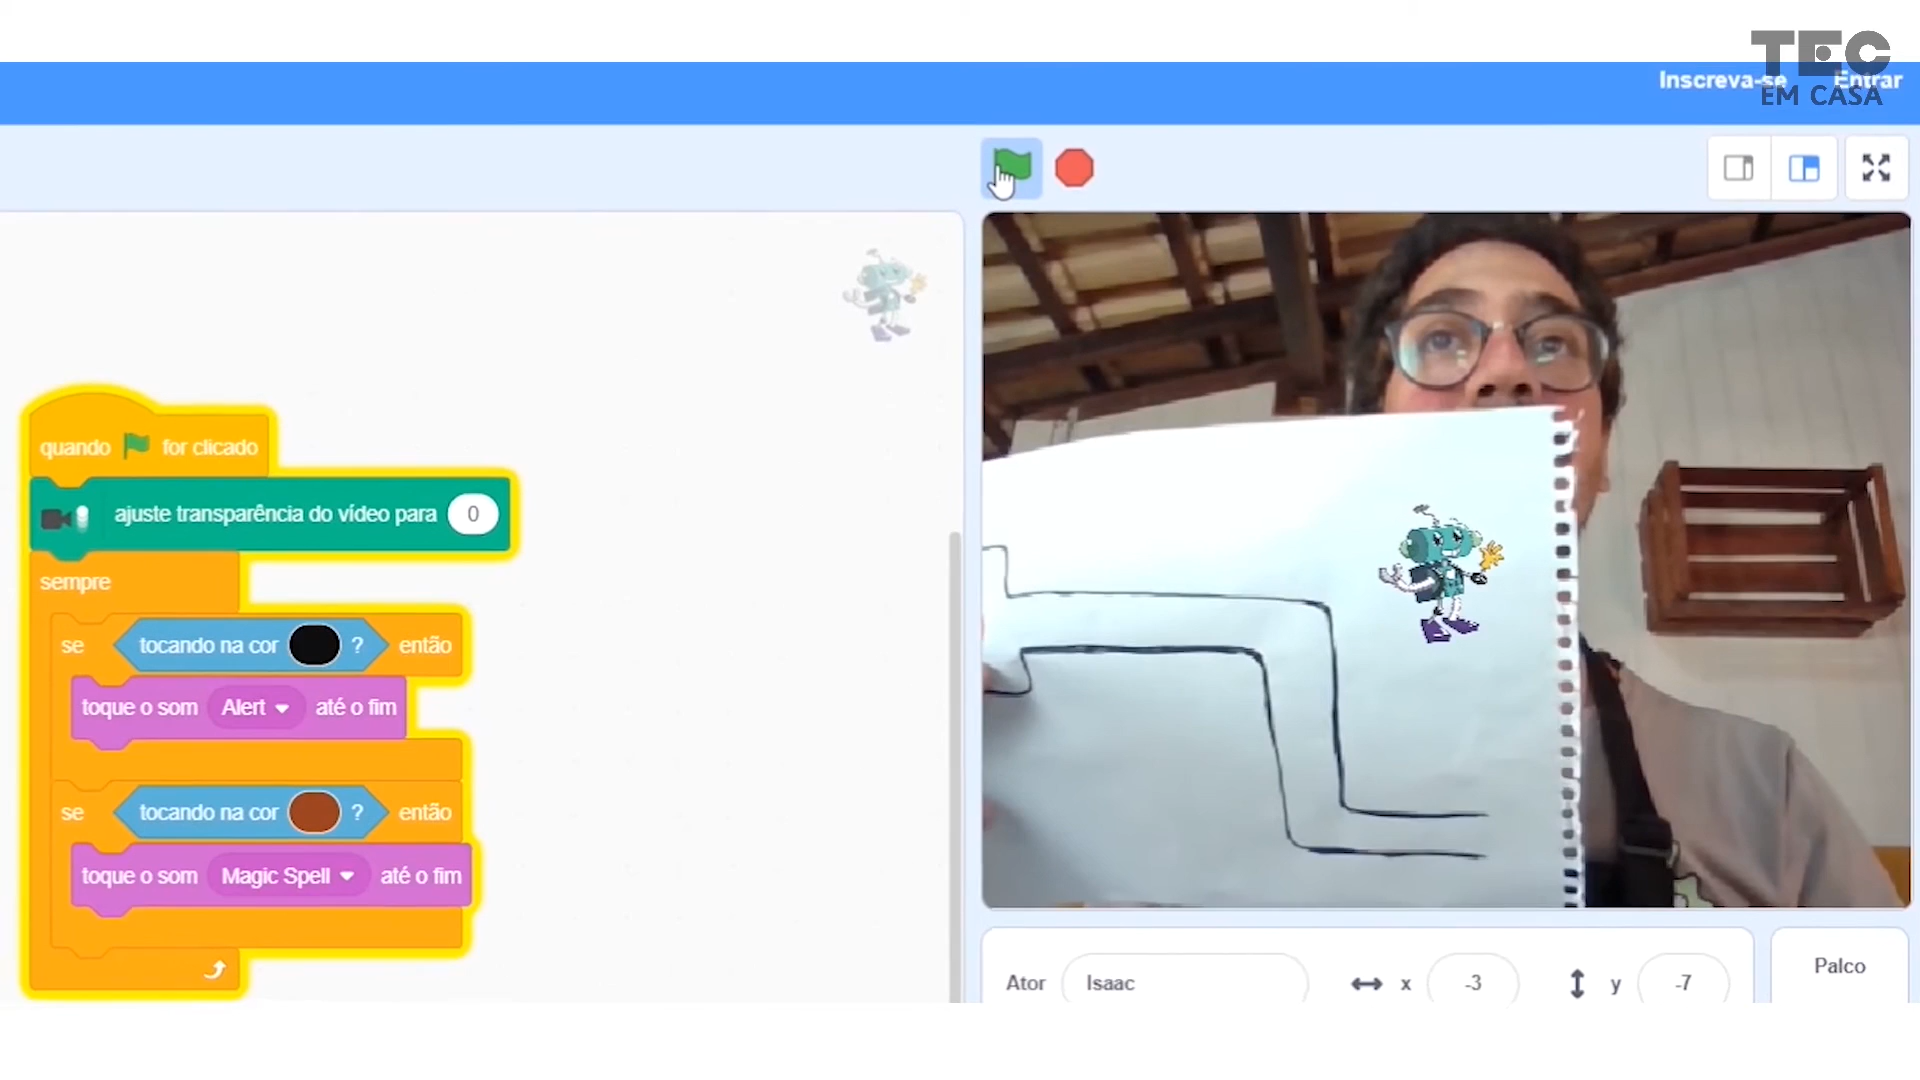 TEC
EM CASA
Inscreva-se Entrar
quando for clicado
ajuste transparência do vídeo para 0
sempre
se tocando na cor ? então
toque o som Alert até o fim
se tocando na cor ? então
toque o som Magic Spell até o fim
Ator Isaac x -3 y -7
Palco